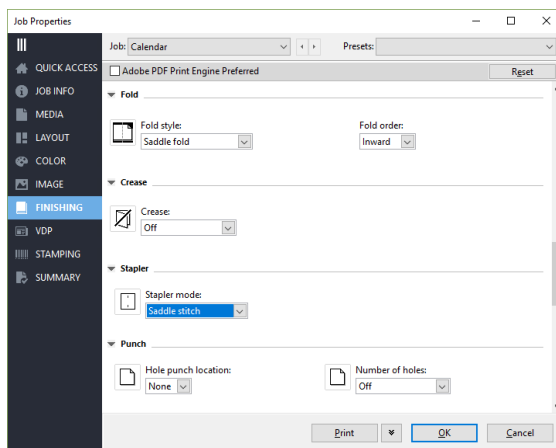 Job Properties
Job: Calendar Presets:
Adobe PDF Print Engine Preferred Reset
QUICK ACCESS
JOB INFO
MEDIA
LAYOUT
COLOR
IMAGE
FINISHING
VDP
STAMPING
SUMMARY
Fold
Fold style: Fold order:
Saddle fold Inward
Crease
Crease:
Off
Stapler
Stapler mode:
Saddle stitch
Punch
Hole punch location: Number of holes:
None Off
Print OK Cancel